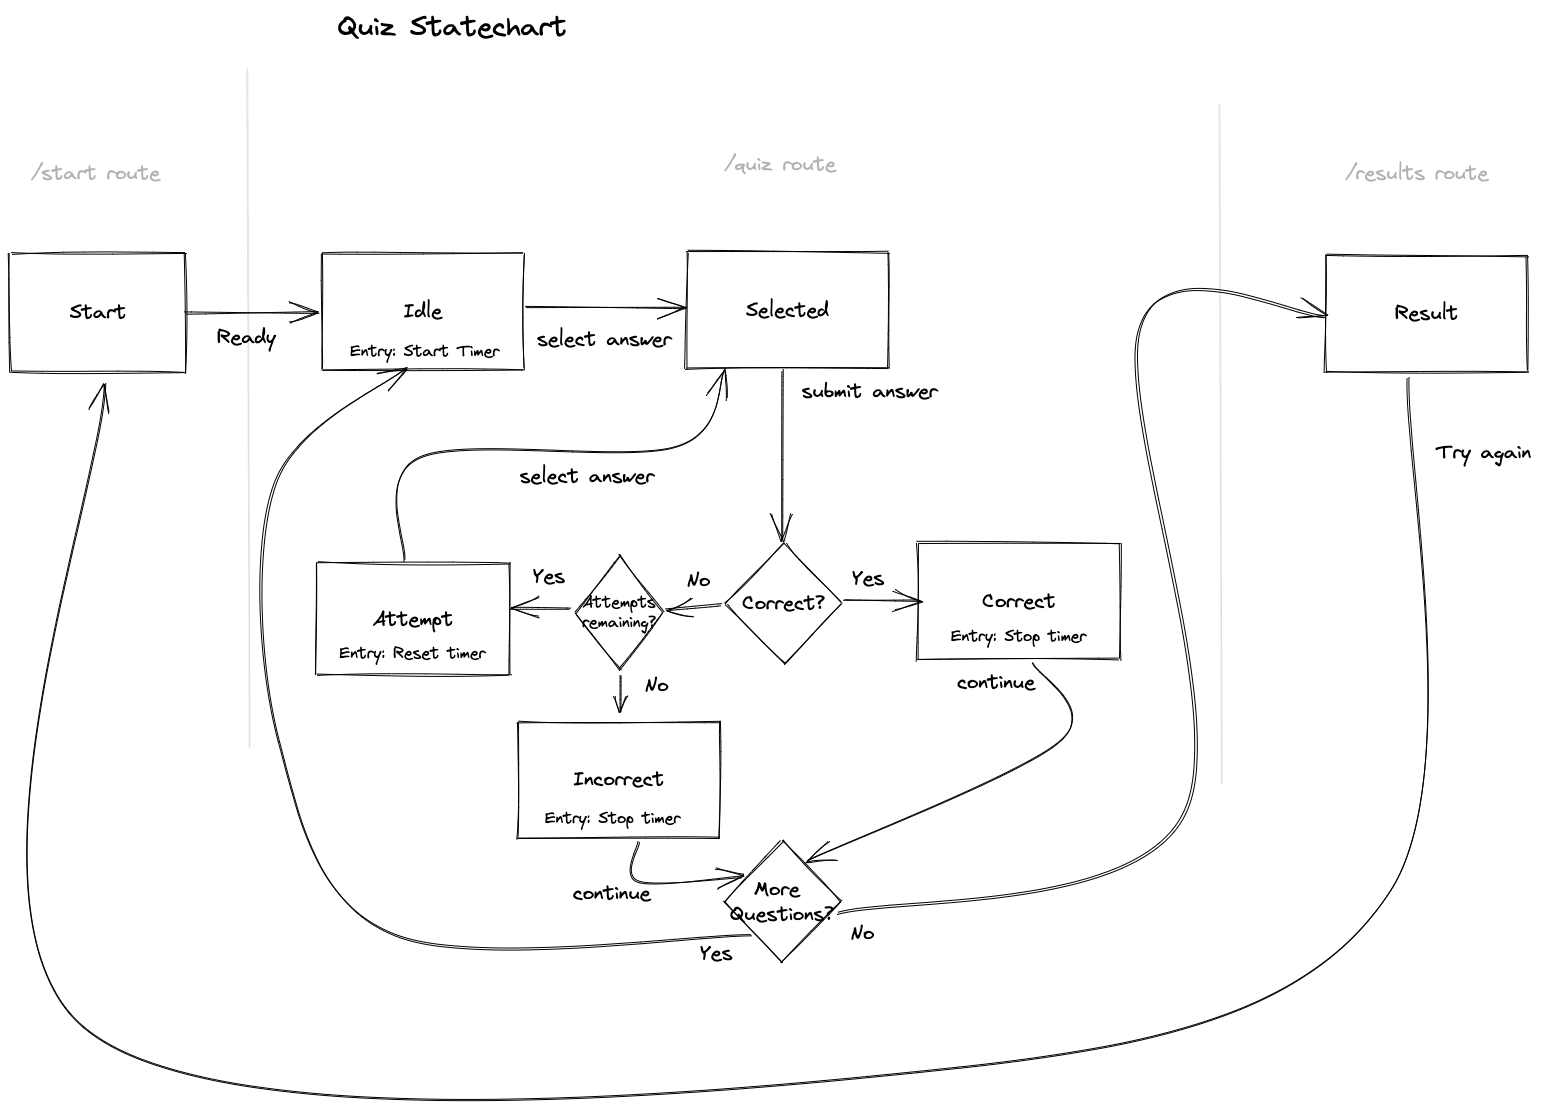 Quiz Statechart
/start route
/quiz route
/results route
Start
Ready
Idle
Entry: Start Timer
select answer
Selected
submit answer
Result
Try again
select answer
Attempt
Entry: Reset timer
Yes
Attempts
remaining?
No
Correct?
Yes
Correct
Entry: Stop timer
continue
No
Incorrect
Entry: Stop timer
continue
More
Questions?
Yes
No